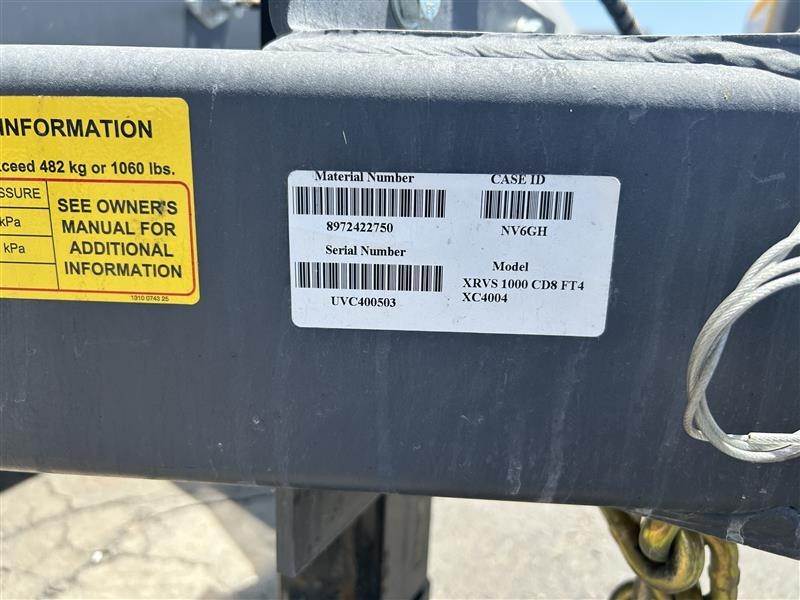 INFORMATION
xceed 482 kg or 1060 lbs.
SSURE
kPa
kPa
SEE OWNER'S
MANUAL FOR
ADDITIONAL
INFORMATION
1310 0743 25
Material Number
8972422750
Serial Number
UVC400503
CASE ID
NV6GH
Model
XRVS 1000 CD8 FT4
XC4004